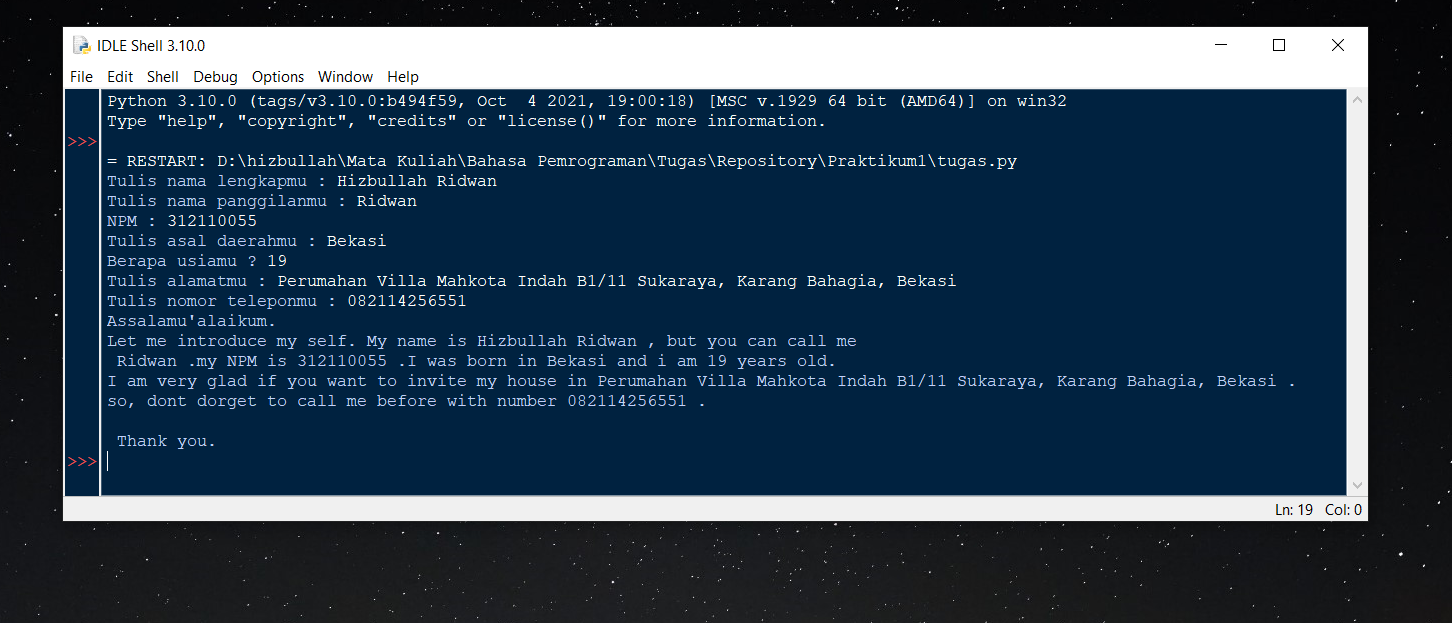 IDLE Shell 3.10.0
File Edit Shell Debug Options Window Help
Python 3.10.0 (tags/v3.10.0:b494f59, Oct  4 2021, 19:00:18) [MSC v.1929 64 bit (AMD64)] on win32
Type "help", "copyright", "credits" or "license()" for more information.
>>>
= RESTART: D:\hizbullah\Mata Kuliah\Bahasa Pemrograman\Tugas\Repository\Praktikum1\tugas.py
Tulis nama lengkapmu : Hizbullah Ridwan
Tulis nama panggilanmu : Ridwan
NPM : 312110055
Tulis asal daerahmu : Bekasi
Berapa usiamu ? 19
Tulis alamatmu : Perumahan Villa Mahkota Indah B1/11 Sukaraya, Karang Bahagia, Bekasi
Tulis nomor teleponmu : 082114256551
Assalamu'alaikum.
Let me introduce my self. My name is Hizbullah Ridwan , but you can call me
 Ridwan .my NPM is 312110055 .I was born in Bekasi and i am 19 years old.
I am very glad if you want to invite my house in Perumahan Villa Mahkota Indah B1/11 Sukaraya, Karang Bahagia, Bekasi .
so, dont dorget to call me before with number 082114256551 .
 Thank you.
>>>
Ln: 19 Col: 0